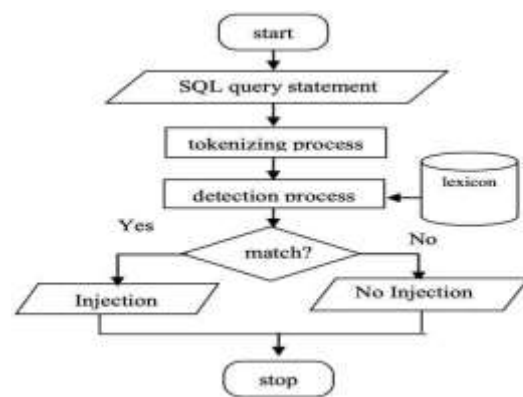 start
SQL query statement
tokenizing process
lexicon
detection process
Yes
No
match?
Injection
No Injection
stop